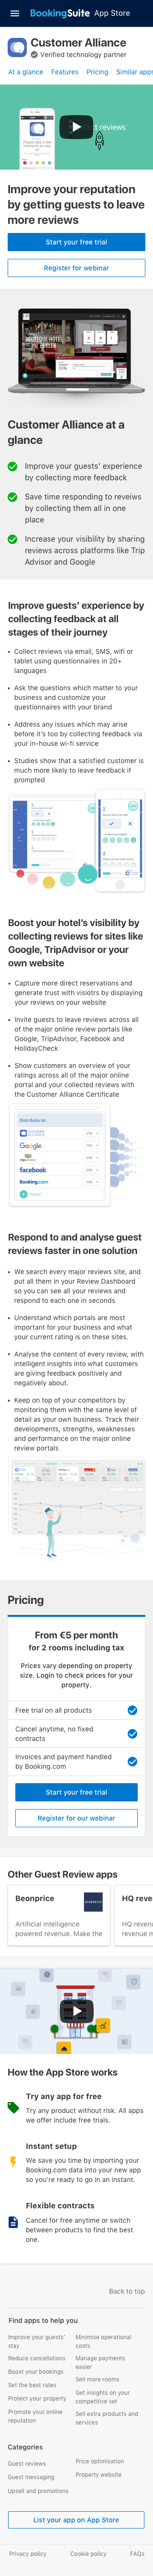 BookingSuite App Store
Customer Alliance
Verified technology partner
At a glance Features Pricing Similar apps
Improve your reputation
by getting guests to leave
more reviews
Start your free trial
Register for webinar
Customer Alliance at a
glance
Improve your guests' experience
by collecting more feedback
Save time responding to reveiws
by collecting them all in one
place
Increase your visibility by sharing
reviews across platforms like Trip
Advisor and Google
Improve guests' experience by
collecting feedback at all
stages of their journey
• Collect reviews via email, SMS, wifi or
tablet using questionnaires in 20+
languages
• Ask the questions which matter to your
business and customize your
questionnaires with your brand
• Address any issues which may arise
before it's too by collecting feedback via
your in-house wi-fi service
• Studies show that a satisfied customer is
much more likely to leave feedback if
prompted
Boost your hotel's visibility by
collecting reviews for sites like
Google, TripAdvisor or your
own website
• Capture more direct reservations and
generate trust with visiotrs by displaying
your reviews on your website
• Invite guests to leave reviews across all
of the major online review portals like
Google, TripAdvisor, Facebook and
HolidayCheck
• Show customers an overview of your
ratings across all of the major online
portal and your collected reviews with
the Customer Alliance Certificate
Distribute by
CUSTOMER ALLIANCE
Google
facebook
Booking.com
Portal
Respond to and analyse guest
reviews faster in one solution
• We search every major reviews site, and
put all of them in your Review Dashboard
so you can see all your reviews and
respond to each one in seconds
• Understand which portals are most
important for your business and what
your current rating is on these sites.
• Analyse the content of every review, with
intelligent insights into what customers
are giving feedback positively and
negatively about.
• Keep on top of your competitors by
monitoring them with the same level of
detail as your own business. Track their
developments, strengths, weaknesses
and performance on the major online
review portals
Pricing
From €5 per month
for 2 rooms including tax
Prices vary depending on property
size. Login to check prices for your
property.
Free trial on all products
Cancel anytime, no fixed
contracts
Invoices and payment handled
by Booking.com
Start your free trial
Register for our webinar
Other Guest Review apps
Beonprice
Artificial intelligence
powered revenue. Make the
HQ reve
HQ revenu
revenue m
How the App Store works
Try any app for free
Try any product without risk. All apps
we offer include free trials.
Instant setup
We save you time by importing your
Booking.com data into your new app
so you're ready to go in an instant.
Flexible contracts
Cancel for free anytime or switch
between products to find the best
one.
Back to top
Find apps to help you
Improve your guests'
stay
Reduce cancellations
Boost your bookings
Set the best rates
Protect your property
Promote your online
reputation
Minimise operational
costs
Manage payments
easier
Sell more rooms
Get insights on your
competitive set
Sell extra products and
services
Categories
Guest reviews
Guest messaging
Upsell and promotions
Price optimisation
Property website
List your app on App Store
Privacy policy Cookie policy FAQs